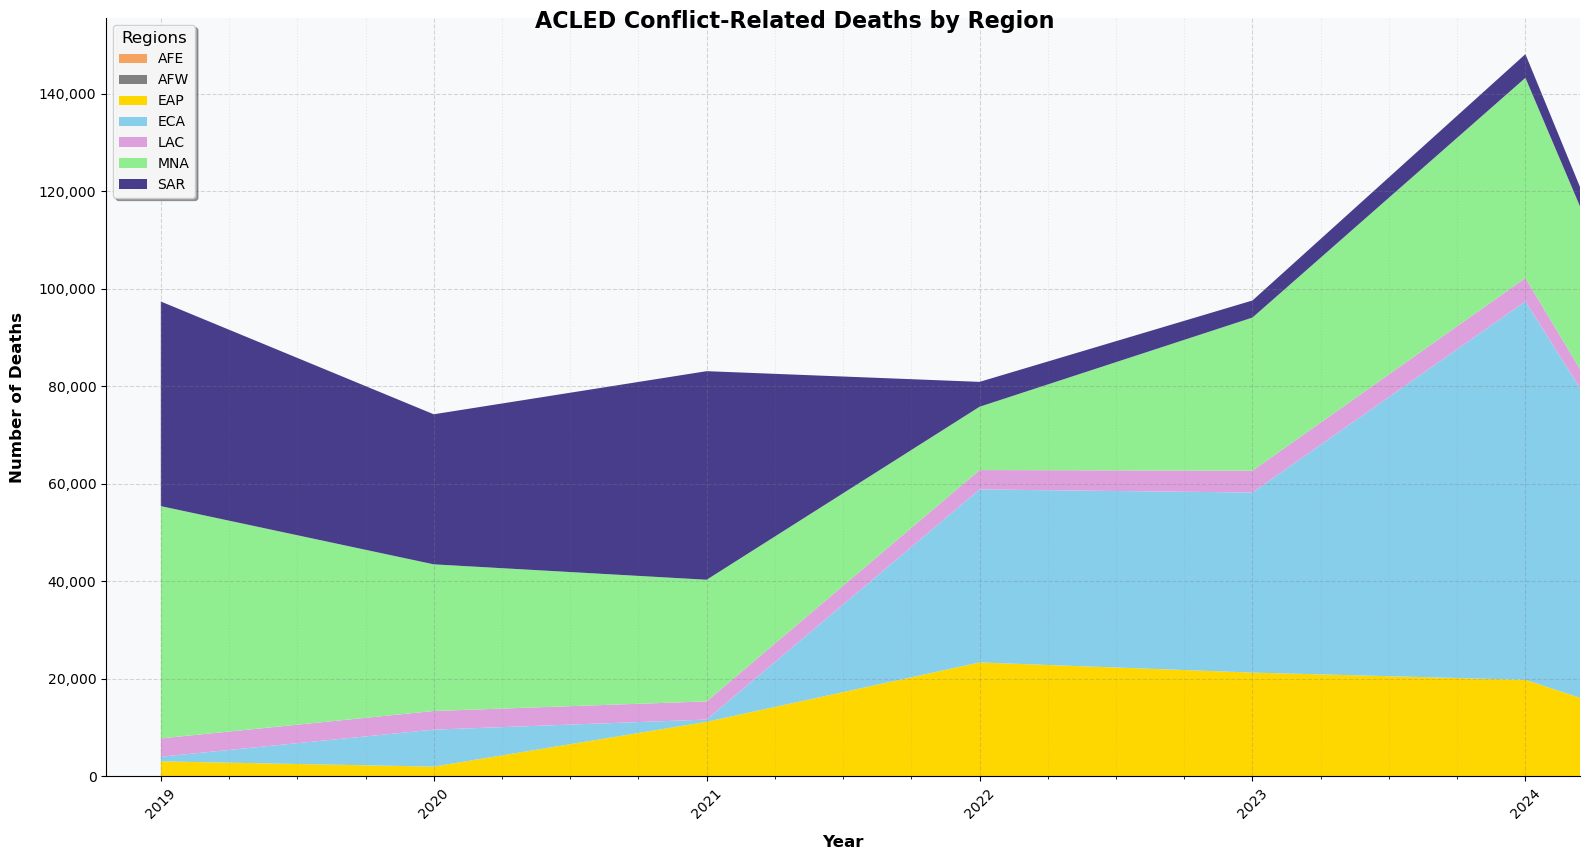 ACLED Conflict-Related Deaths by Region
Regions
AFE
AFW
EAP
ECA
LAC
MNA
SAR
140,000
120,000
100,000
80,000
60,000
40,000
20,000
0
Number of Deaths
2019
2020
2021
2022
2023
2024
Year